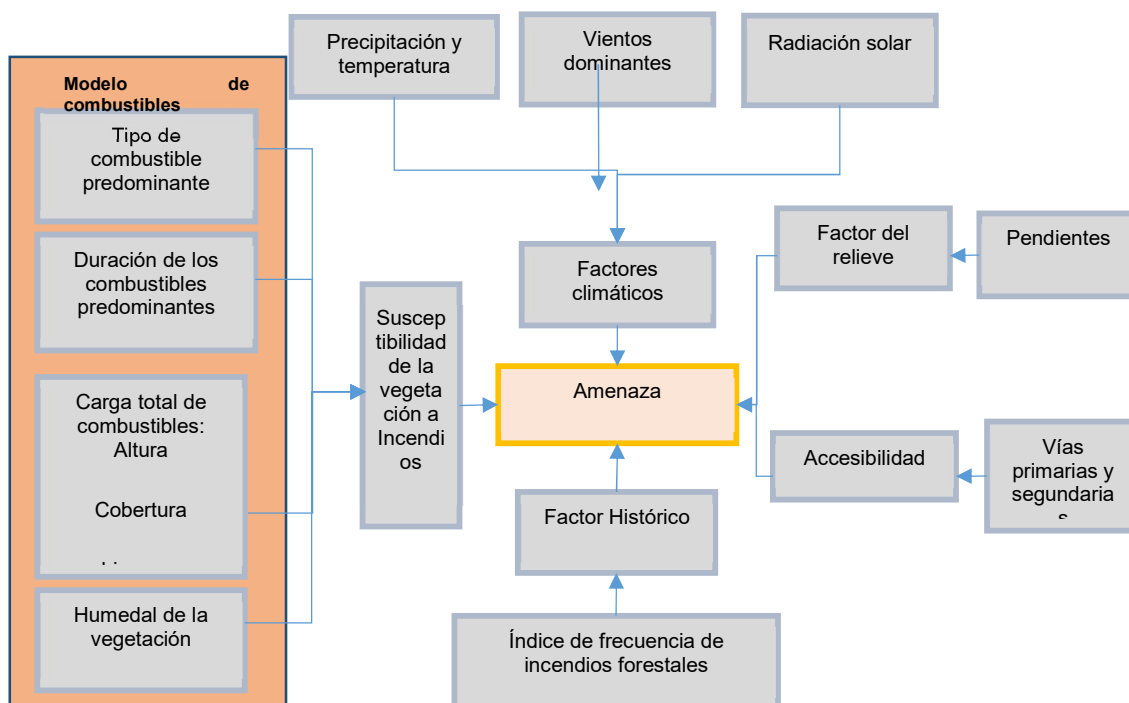 Precipitación y
temperatura
Vientos
dominantes
Radiación solar
Modelo de
combustibles
Tipo de
combustible
predominante
Duración de los
combustibles
predominantes
Carga total de
combustibles:
Altura
Cobertura
Humedal de la
vegetación
Suscep
tibilidad
de la
vegeta
ción a
Incendi
os
Factores
climáticos
Amenaza
Factor Histórico
Índice de frecuencia de
incendios forestales
Factor del
relieve
Pendientes
Accesibilidad
Vías
primarias y
segundaria
s